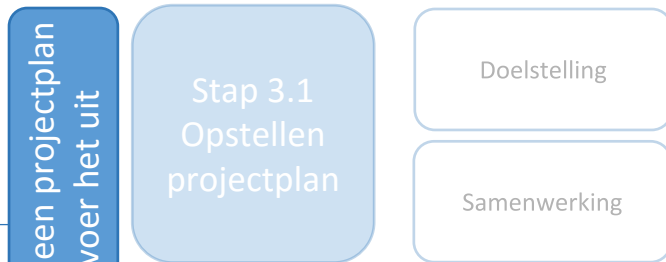 een projectplan
voer het uit
Stap 3.1
Opstellen
projectplan
Doelstelling
Samenwerking